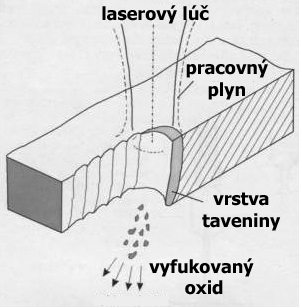 laserový lúč
pracovný
plyn
vrstva
taveniny
vyfukovaný
oxid